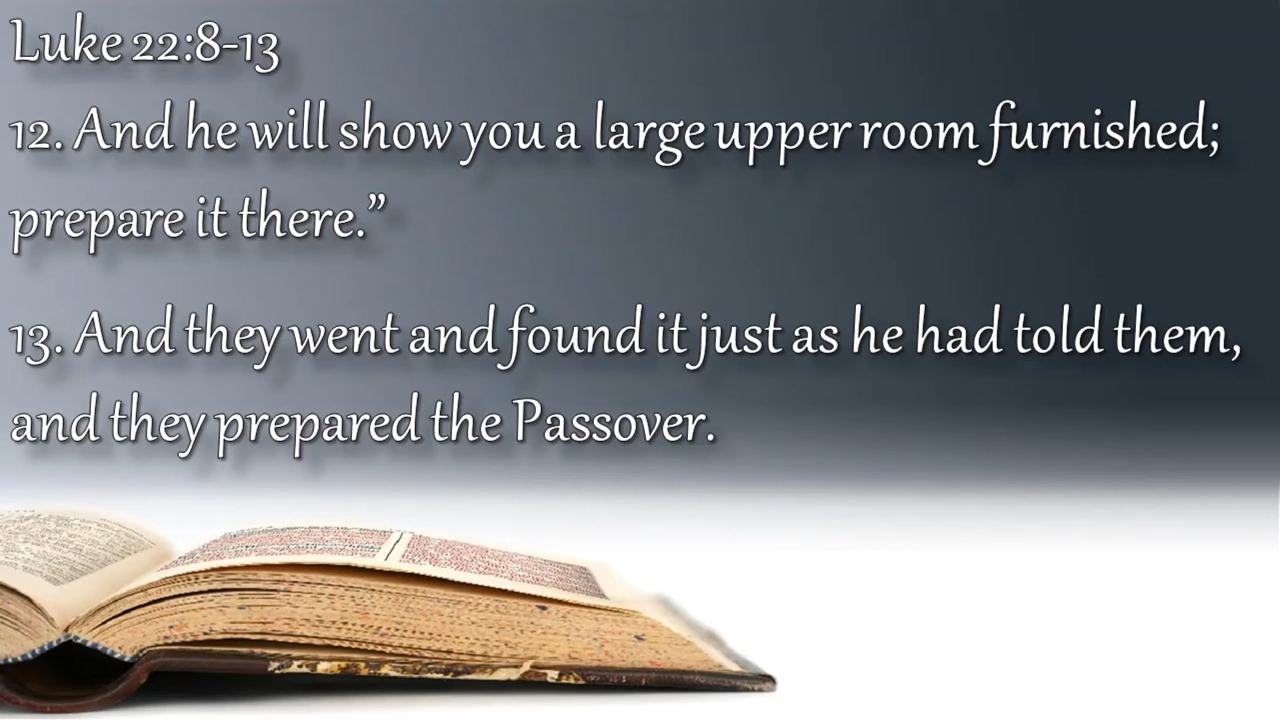 Luke 22:8-13
12. And he will show you a large upper room furnished;
prepare it there.”
13. And they went and found it just as he had told them,
and they prepared the Passover.